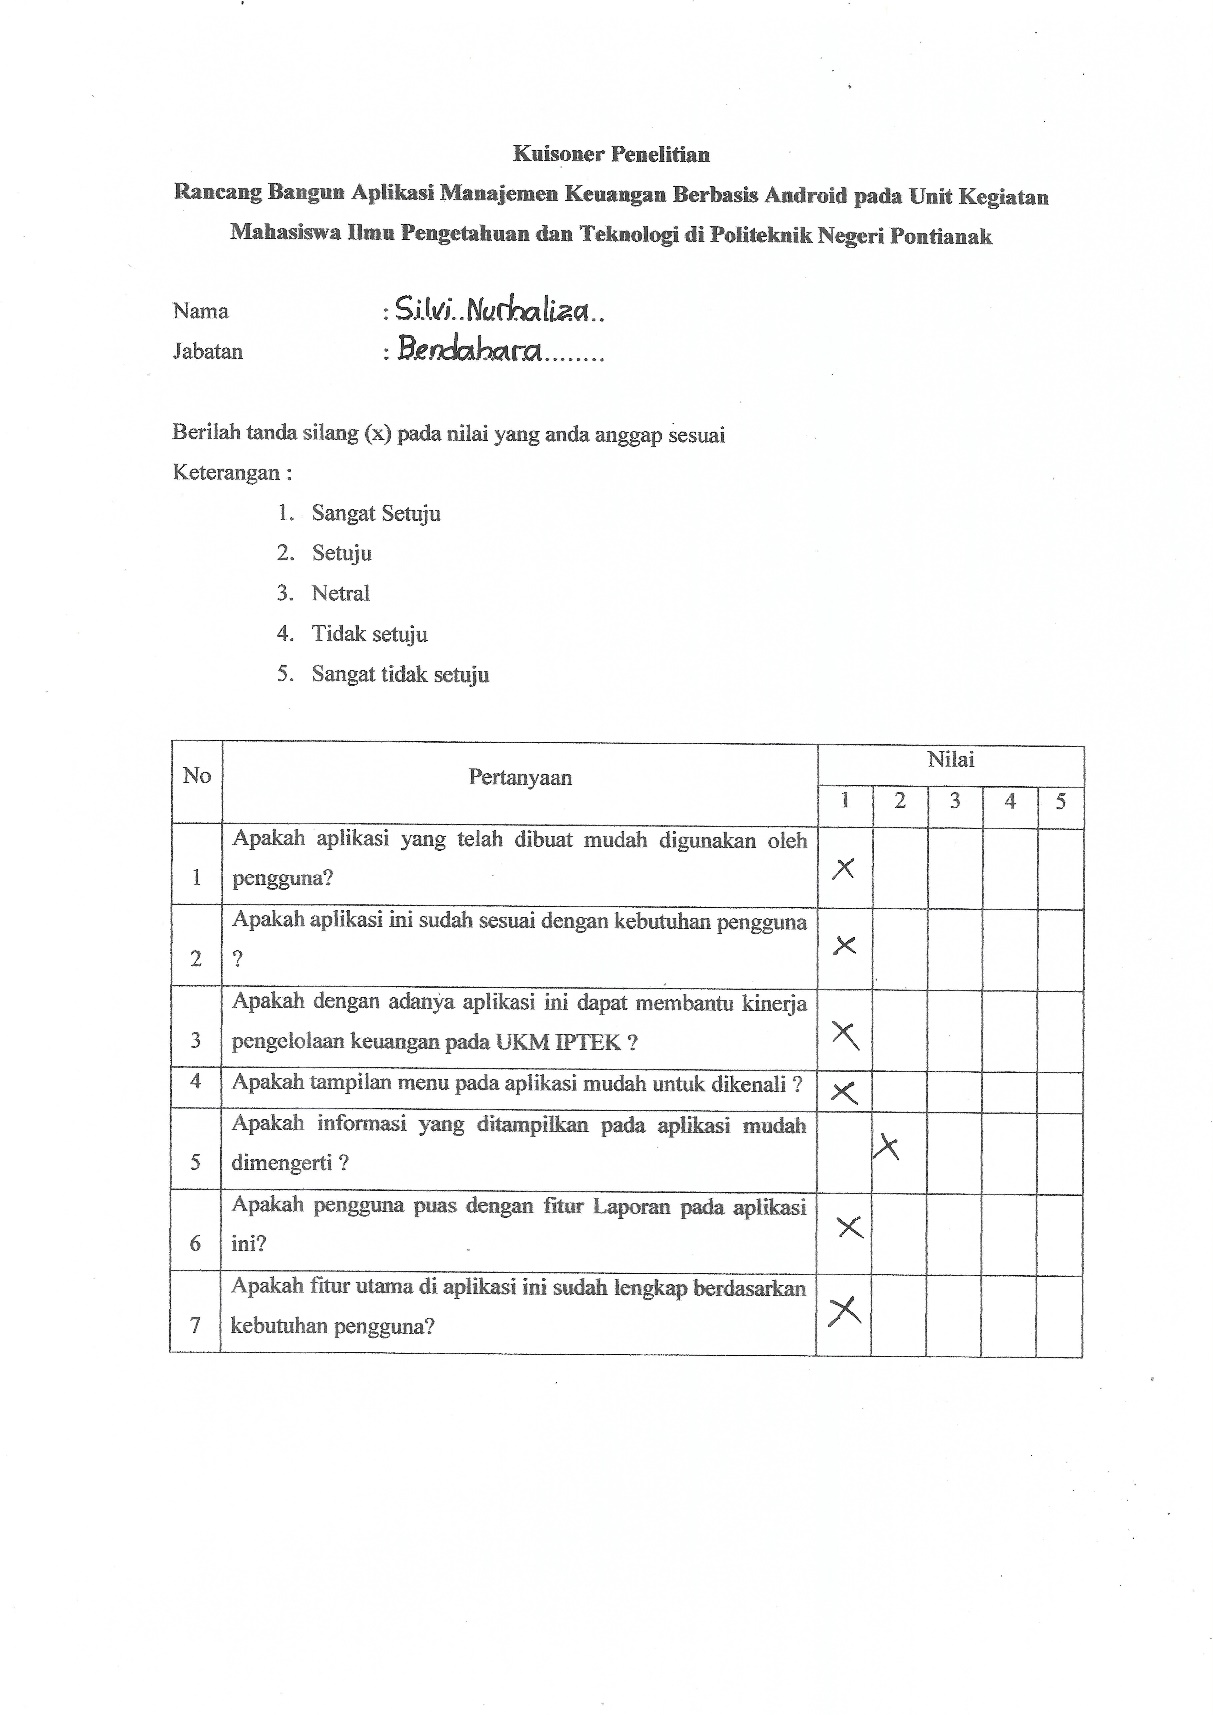 Kuisoner Penelitian
Rancang Bangun Aplikasi Manajemen Keuangan Berbasis Android pada Unit Kegiatan
Mahasiswa Ilmu Pengetahuan dan Teknologi di Politeknik Negeri Pontianak
Nama : Silvi Nurhaliza..
Jabatan : Bendahara........
Berilah tanda silang (x) pada nilai yang anda anggap sesuai
Keterangan :
1. Sangat Setuju
2. Setuju
3. Netral
4. Tidak setuju
5. Sangat tidak setuju
No Pertanyaan Nilai
1 2 3 4 5
Apakah aplikasi yang telah dibuat mudah digunakan oleh
1 pengguna? X
Apakah aplikasi ini sudah sesuai dengan kebutuhan pengguna
2 ? X
Apakah dengan adanya aplikasi ini dapat membantu kinerja
3 pengelolaan keuangan pada UKM IPTEK ? X
4 Apakah tampilan menu pada aplikasi mudah untuk dikenali ? X
Apakah informasi yang ditampilkan pada aplikasi mudah
5 dimengerti ? X
Apakah pengguna puas dengan fitur Laporan pada aplikasi
6 ini? X
Apakah fitur utama di aplikasi ini sudah lengkap berdasarkan
7 kebutuhan pengguna? X